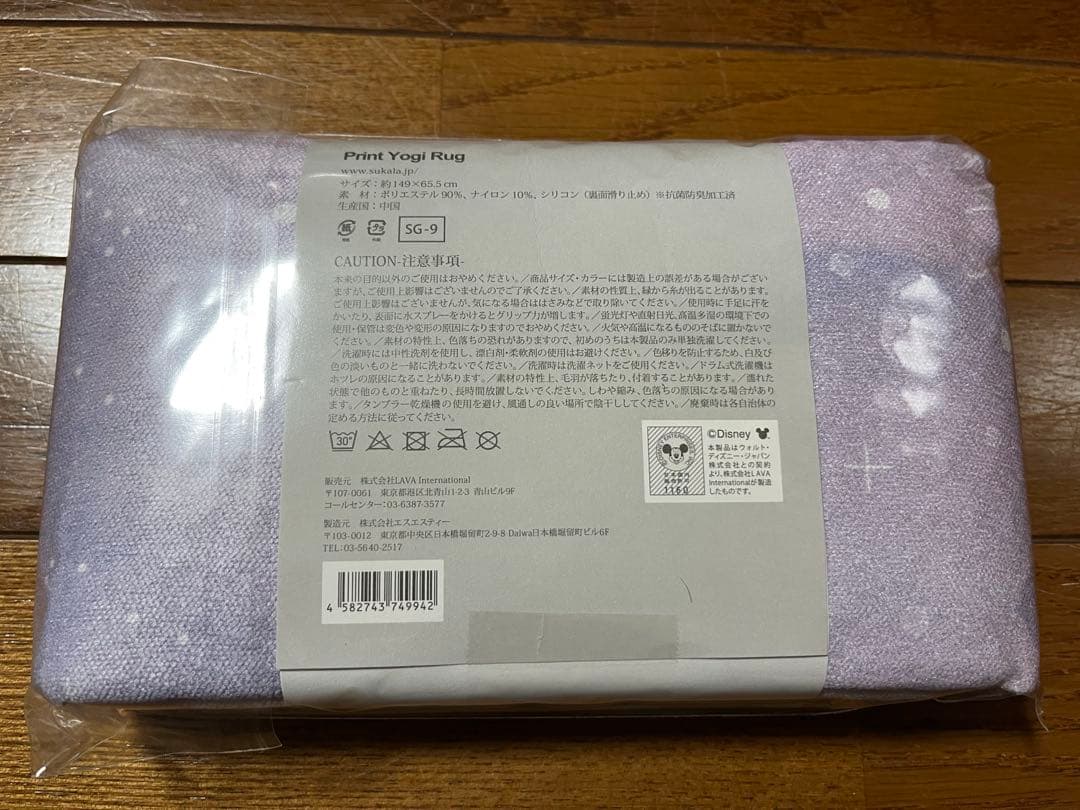 Print Yogi Rug
www.sukala.jp/
サイズ：約149×65.5cm
素　材：ポリエステル90%、ナイロン10%、シリコン（裏面滑り止め）※抗菌防臭加工済
生産国：中国
紙
プラ
SG-9
CAUTION-注意事項-
本来の目的以外のご使用はおやめください。／商品サイズ・カラーには製造上の誤差がある場合がござい
ますが、ご使用上影響はございませんのでご了承ください。／素材の性質上、縁から糸が出ることがあります。
ご使用上影響はございませんが、気になる場合ははさみなどで取り除いてください。／使用時に手足に汗を
かいたり、表面に水スプレーをかけるとグリップ力が増します。／蛍光灯や直射日光、高温多湿の環境下での
使用・保管は変色や変形の原因になりますのでおやめください。／火気や高温になるもののそばに置かないで
ください。／素材の特性上、色落ちの恐れがありますので、初めのうちは本製品のみ単独洗濯してください。
／洗濯時には中性洗剤を使用し、漂白剤・柔軟剤の使用はお避けください。／色移りを防止するため、白及び
色の淡いものと一緒に洗わないでください。／洗濯時は洗濯ネットをご使用ください。／ドラム式洗濯機は
ホツレの原因になることがあります。／素材の特性上、毛羽が落ちたり、付着することがあります。／濡れた
状態で他のものと重ねたり、長時間放置しないでください。しわや縮み、色落ちの原因になる場合があり
ます。／タンブラー乾燥機の使用を避け、風通しの良い場所で陰干ししてください。／廃棄時は各自治体の
定める方法に従ってください。
30°
販売元　株式会社LAVA International
〒107-0061　東京都港区北青山1-2-3 青山ビル9F
コールセンター：03-6387-3577
製造元　株式会社エスエスティー
〒103-0012　東京都中央区日本橋堀留町2-9-8 Daiwa日本橋堀留町ビル6F
TEL：03-5640-2517
4 582743 749942
1160
©Disney
本製品はウォルト・
ディズニー・ジャパン
株式会社との契約
より、株式会社LAVA
Internationalが製造
したものです。